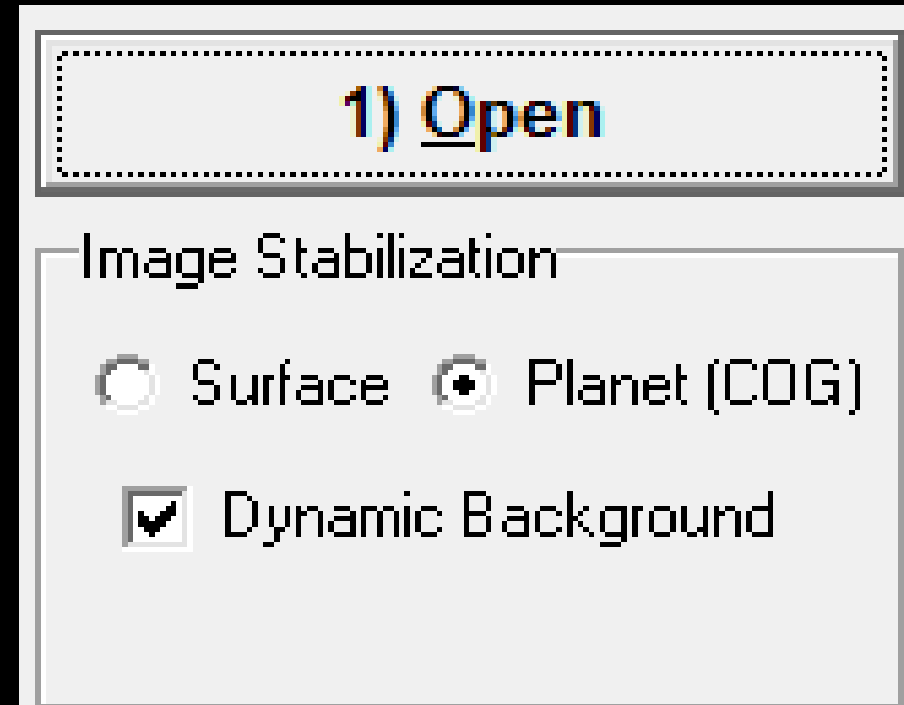 1) Open
Image Stabilization
Surface Planet (COG)
Dynamic Background